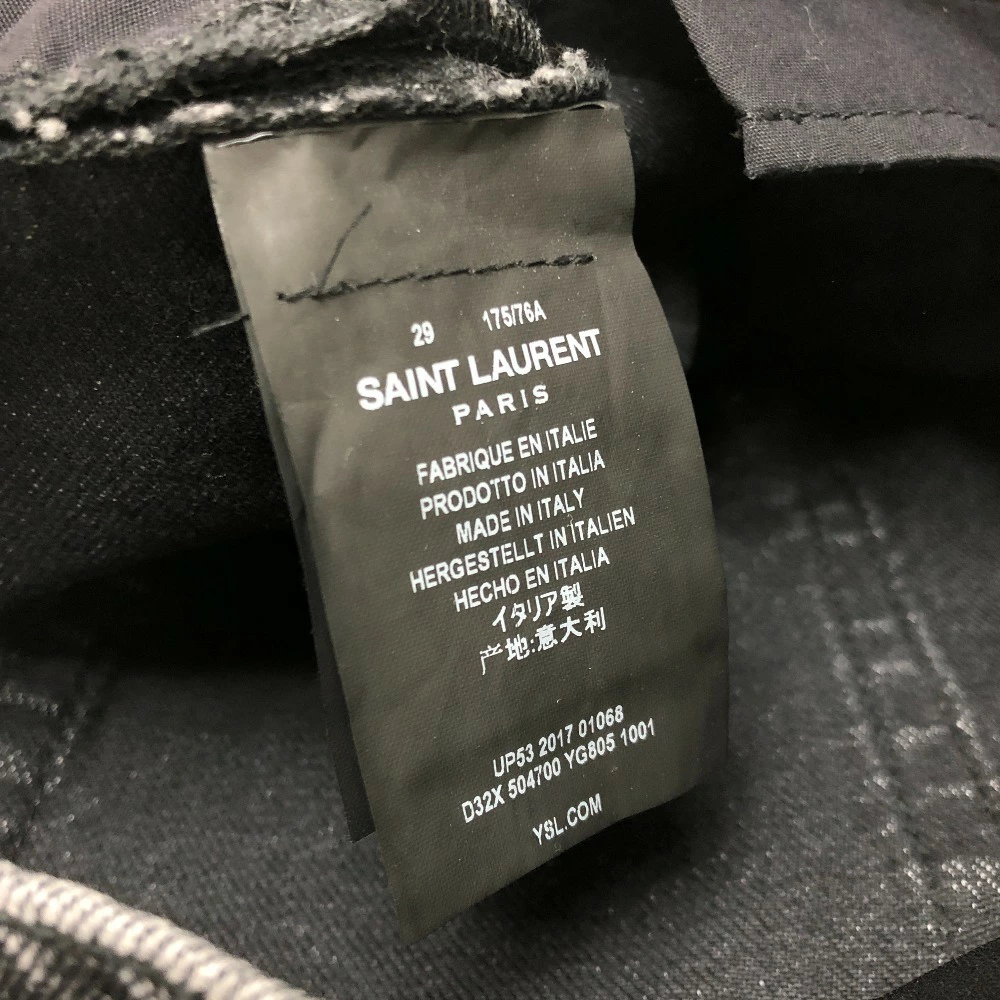 29 175/76A
SAINT LAURENT
PARIS
FABRIQUE EN ITALIE
PRODOTTO IN ITALIA
MADE IN ITALY
HERGESTELLT IN ITALIEN
HECHO EN ITALIA
イタリア製
产地:意大利
UP53 2017 01068
D32X 504700 YG805 1001
YSL.COM